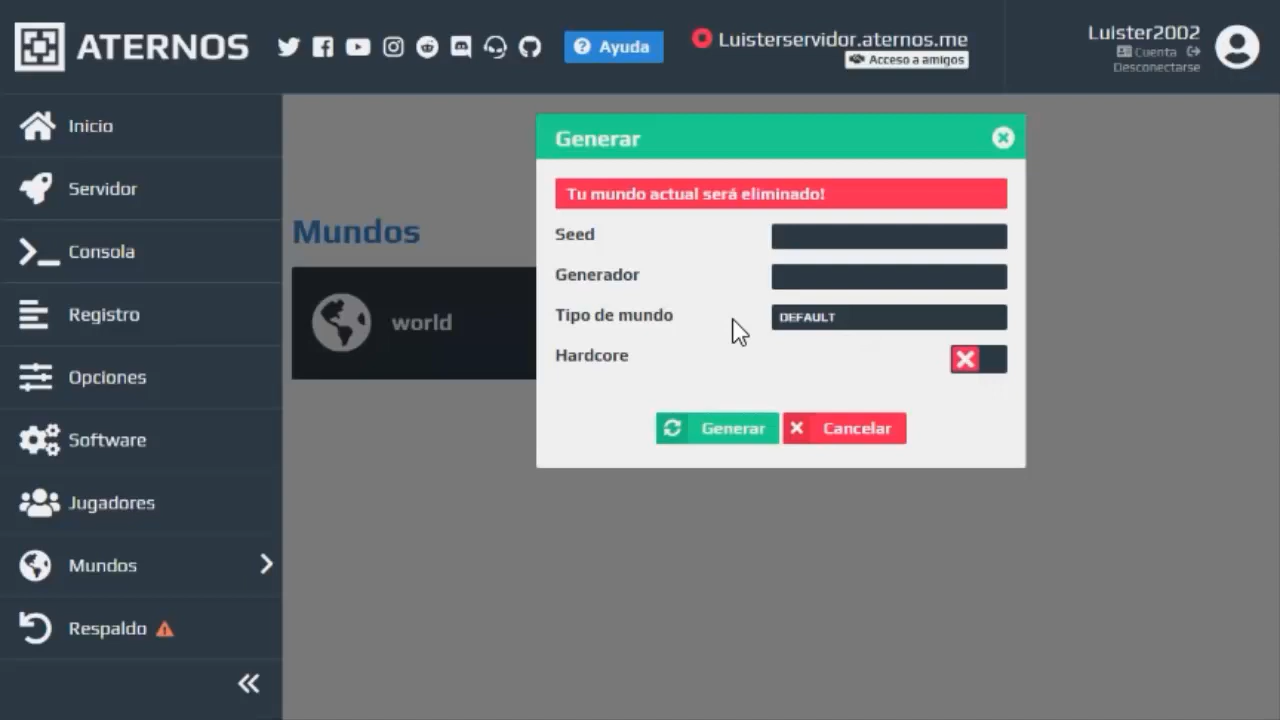 ATERNOS
Ayuda
Luisterservidor.aternos.me
Acceso a amigos
Luister2002
Cuenta
Desconectarse
Inicio
Servidor
Consola
Registro
Opciones
Software
Jugadores
Mundos
Respaldo
Mundos
world
Generar
Tu mundo actual será eliminado!
Seed
Generador
Tipo de mundo DEFAULT
Hardcore
Generar Cancelar